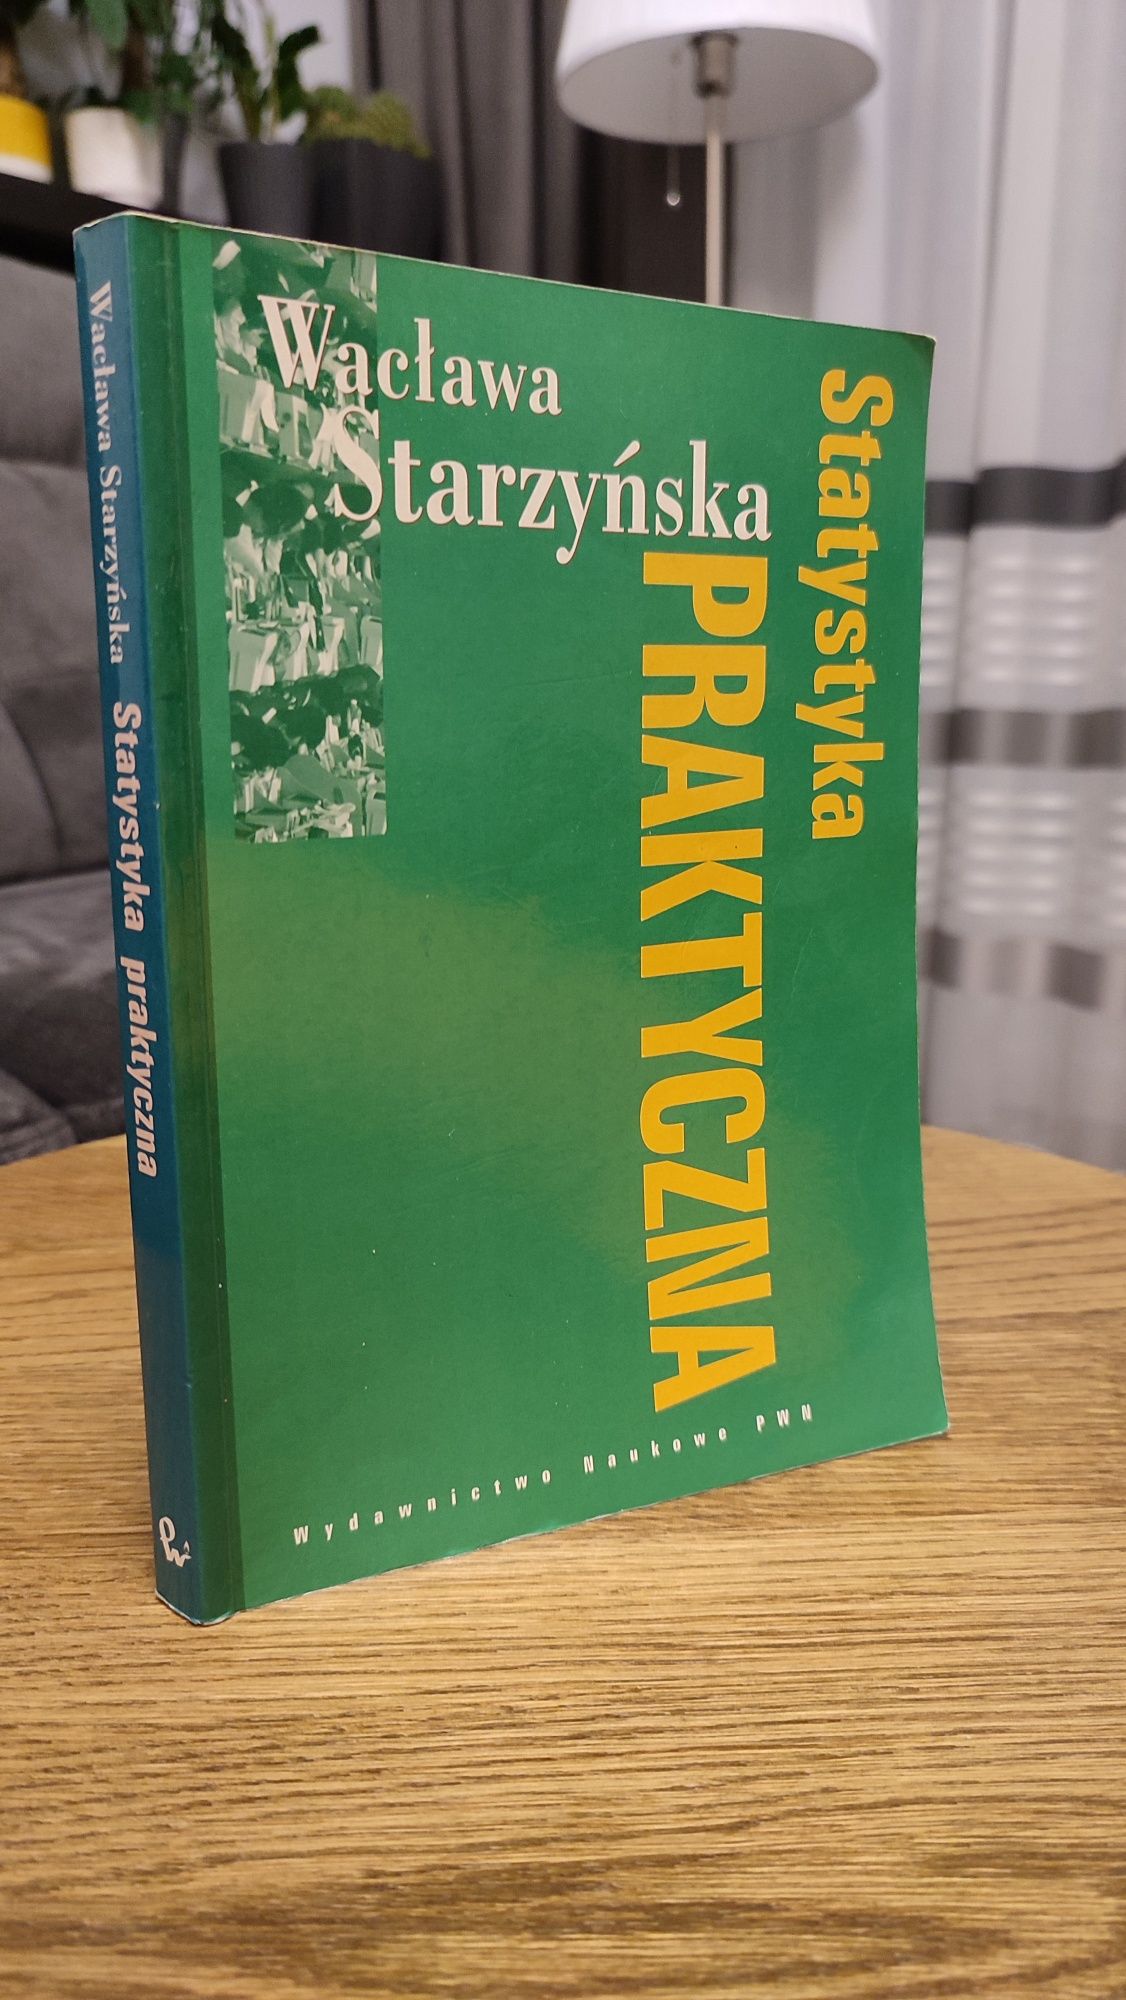 Wacława Starzyńska Statystyka praktyczna
Wacława
Starzyńska
Statystyka
PRAKTYCZNA
Wydawnictwo Naukowe PWN